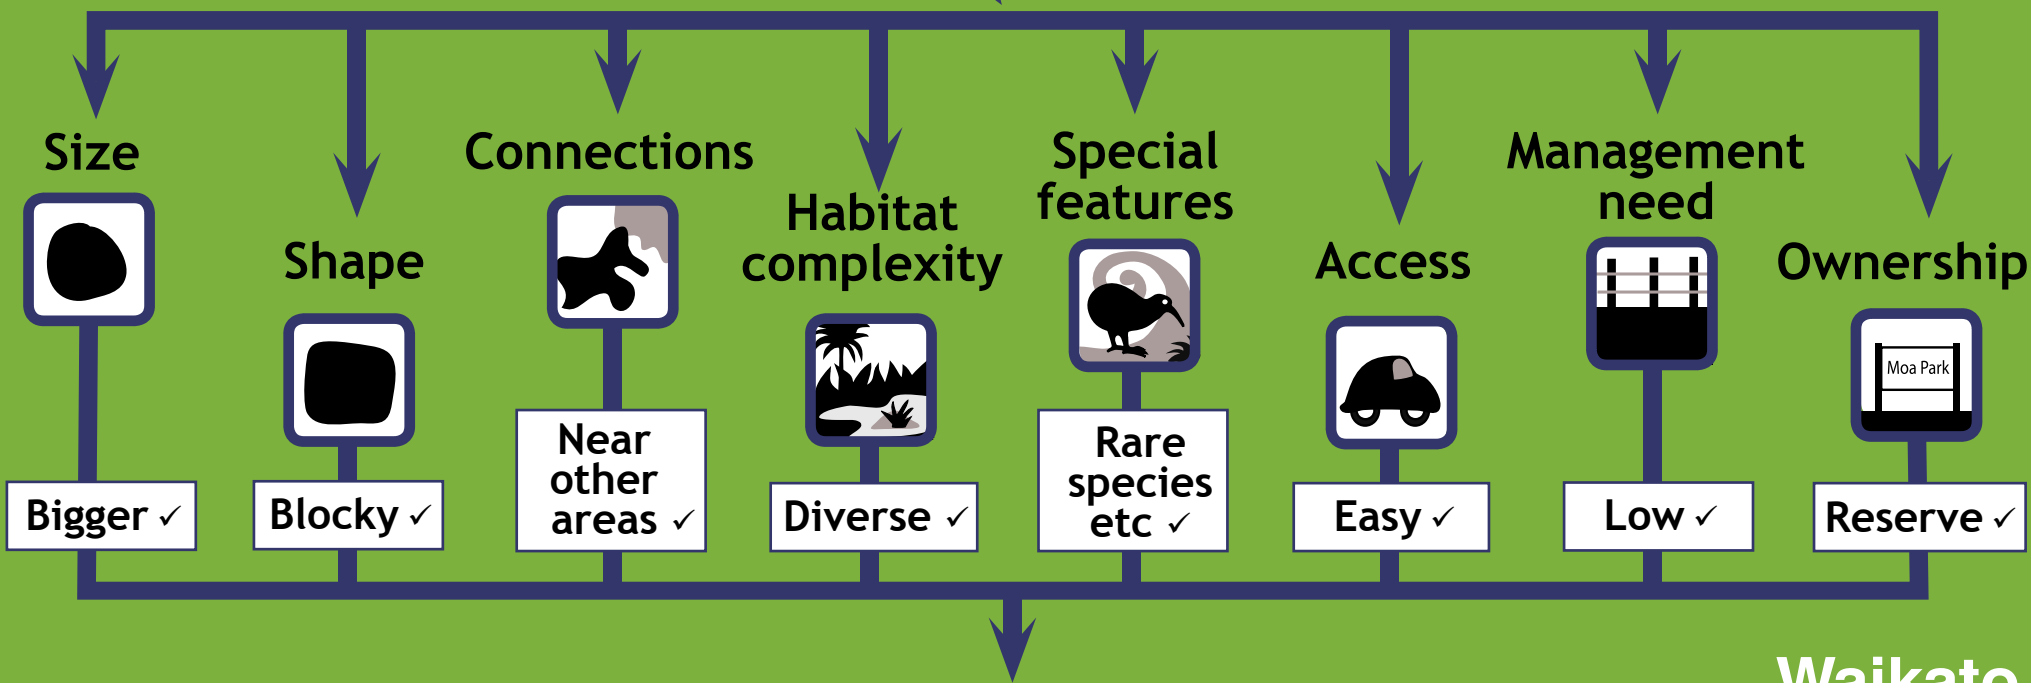 Size
Bigger ✓
Shape
Blocky ✓
Connections
Near
other
areas ✓
Habitat
complexity
Diverse ✓
Special
features
Rare
species
etc ✓
Access
Easy ✓
Management
need
Low ✓
Ownership
Moa Park
Reserve ✓
Waikato